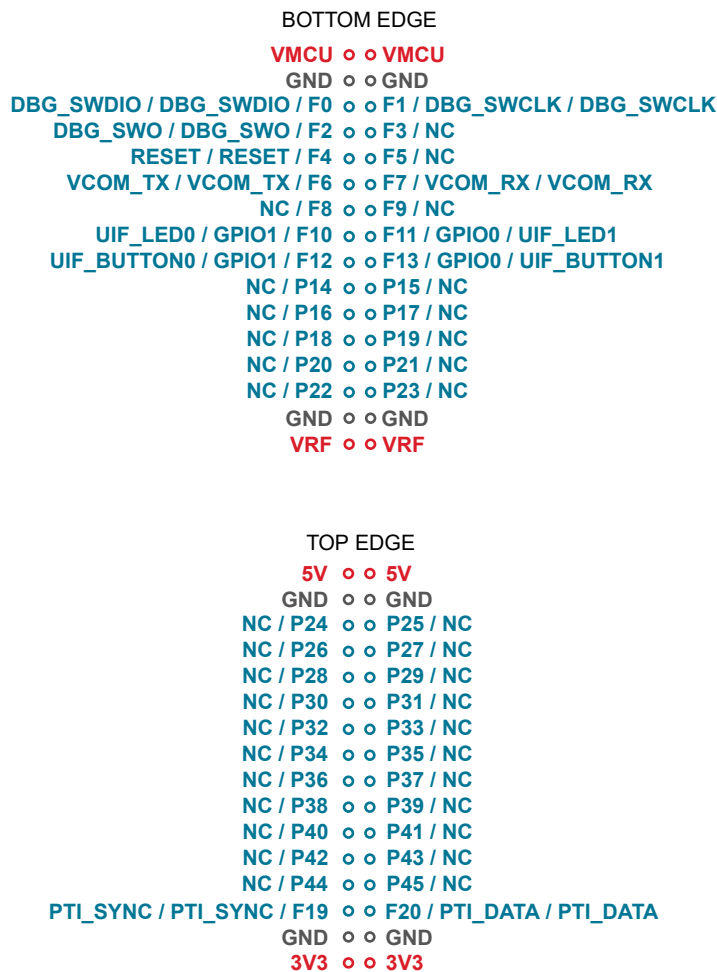 BOTTOM EDGE
VMCU VMCU
GND GND
DBG_SWDIO / DBG_SWDIO / F0 F1 / DBG_SWCLK / DBG_SWCLK
DBG_SWO / DBG_SWO / F2 F3 / NC
RESET / RESET / F4 F5 / NC
VCOM_TX / VCOM_TX / F6 F7 / VCOM_RX / VCOM_RX
NC / F8 F9 / NC
UIF_LED0 / GPIO1 / F10 F11 / GPIO0 / UIF_LED1
UIF_BUTTON0 / GPIO1 / F12 F13 / GPIO0 / UIF_BUTTON1
NC / P14 P15 / NC
NC / P16 P17 / NC
NC / P18 P19 / NC
NC / P20 P21 / NC
NC / P22 P23 / NC
GND GND
VRF VRF
TOP EDGE
5V 5V
GND GND
NC / P24 P25 / NC
NC / P26 P27 / NC
NC / P28 P29 / NC
NC / P30 P31 / NC
NC / P32 P33 / NC
NC / P34 P35 / NC
NC / P36 P37 / NC
NC / P38 P39 / NC
NC / P40 P41 / NC
NC / P42 P43 / NC
NC / P44 P45 / NC
PTI_SYNC / PTI_SYNC / F19 F20 / PTI_DATA / PTI_DATA
GND GND
3V3 3V3